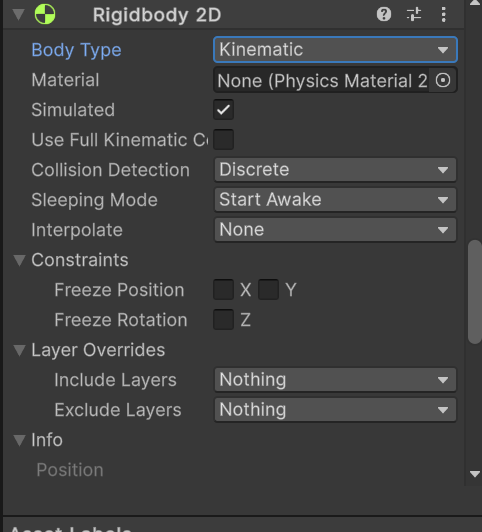 Rigidbody 2D
Body Type Kinematic
Material None (Physics Material 2
Simulated
Use Full Kinematic C
Collision Detection Discrete
Sleeping Mode Start Awake
Interpolate None
Constraints
Freeze Position X Y
Freeze Rotation Z
Layer Overrides
Include Layers Nothing
Exclude Layers Nothing
Info
Position
Asset Labels